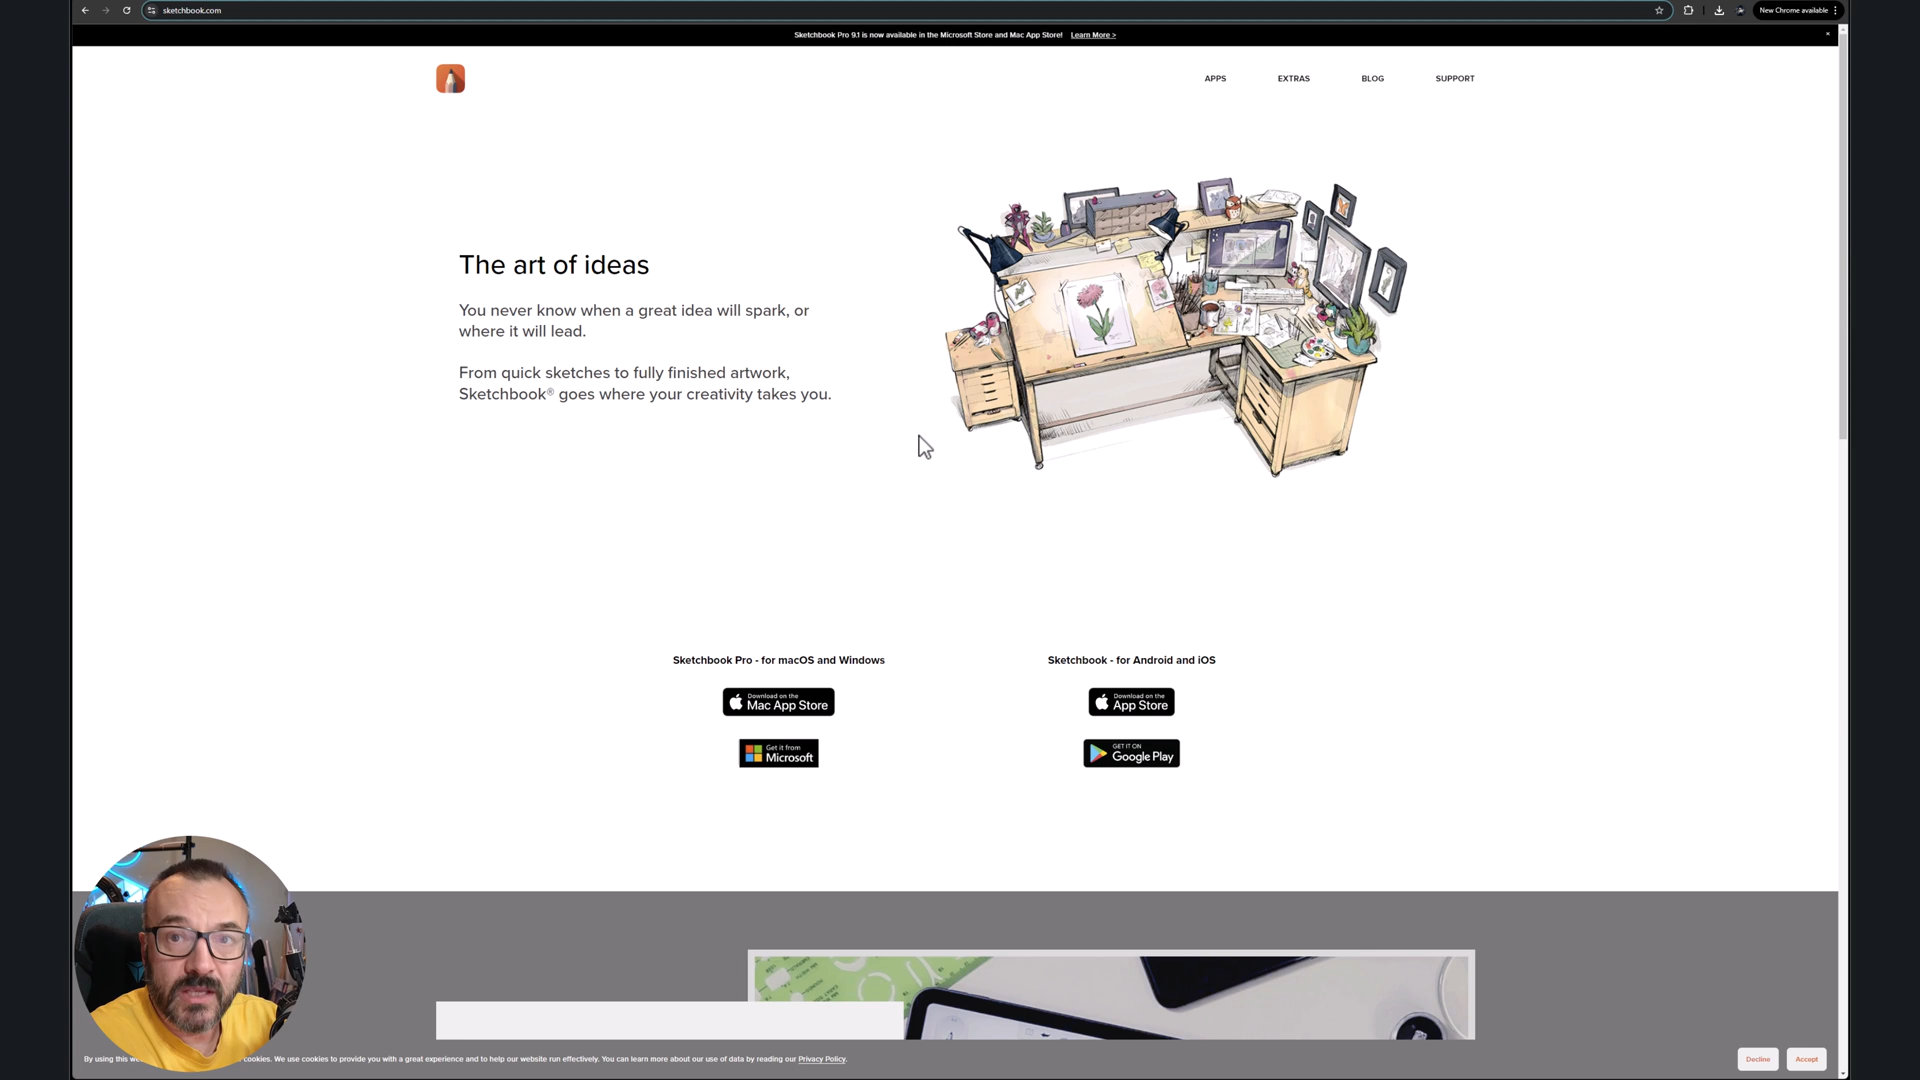 sketchbook.com
New Chrome available
Sketchbook Pro 9.1 is now available in the Microsoft Store and Mac App Store! Learn More >
APPS EXTRAS BLOG SUPPORT
The art of ideas
You never know when a great idea will spark, or
where it will lead.
From quick sketches to fully finished artwork,
Sketchbook® goes where your creativity takes you.
Sketchbook Pro - for macOS and Windows
Download on the
Mac App Store
Get it from
Microsoft
Sketchbook - for Android and iOS
Download on the
App Store
GET IT ON
Google Play
By using this cookies. We use cookies to provide you with a great experience and to help our website run effectively. You can learn more about our use of data by reading our Privacy Policy.
Decline
Accept